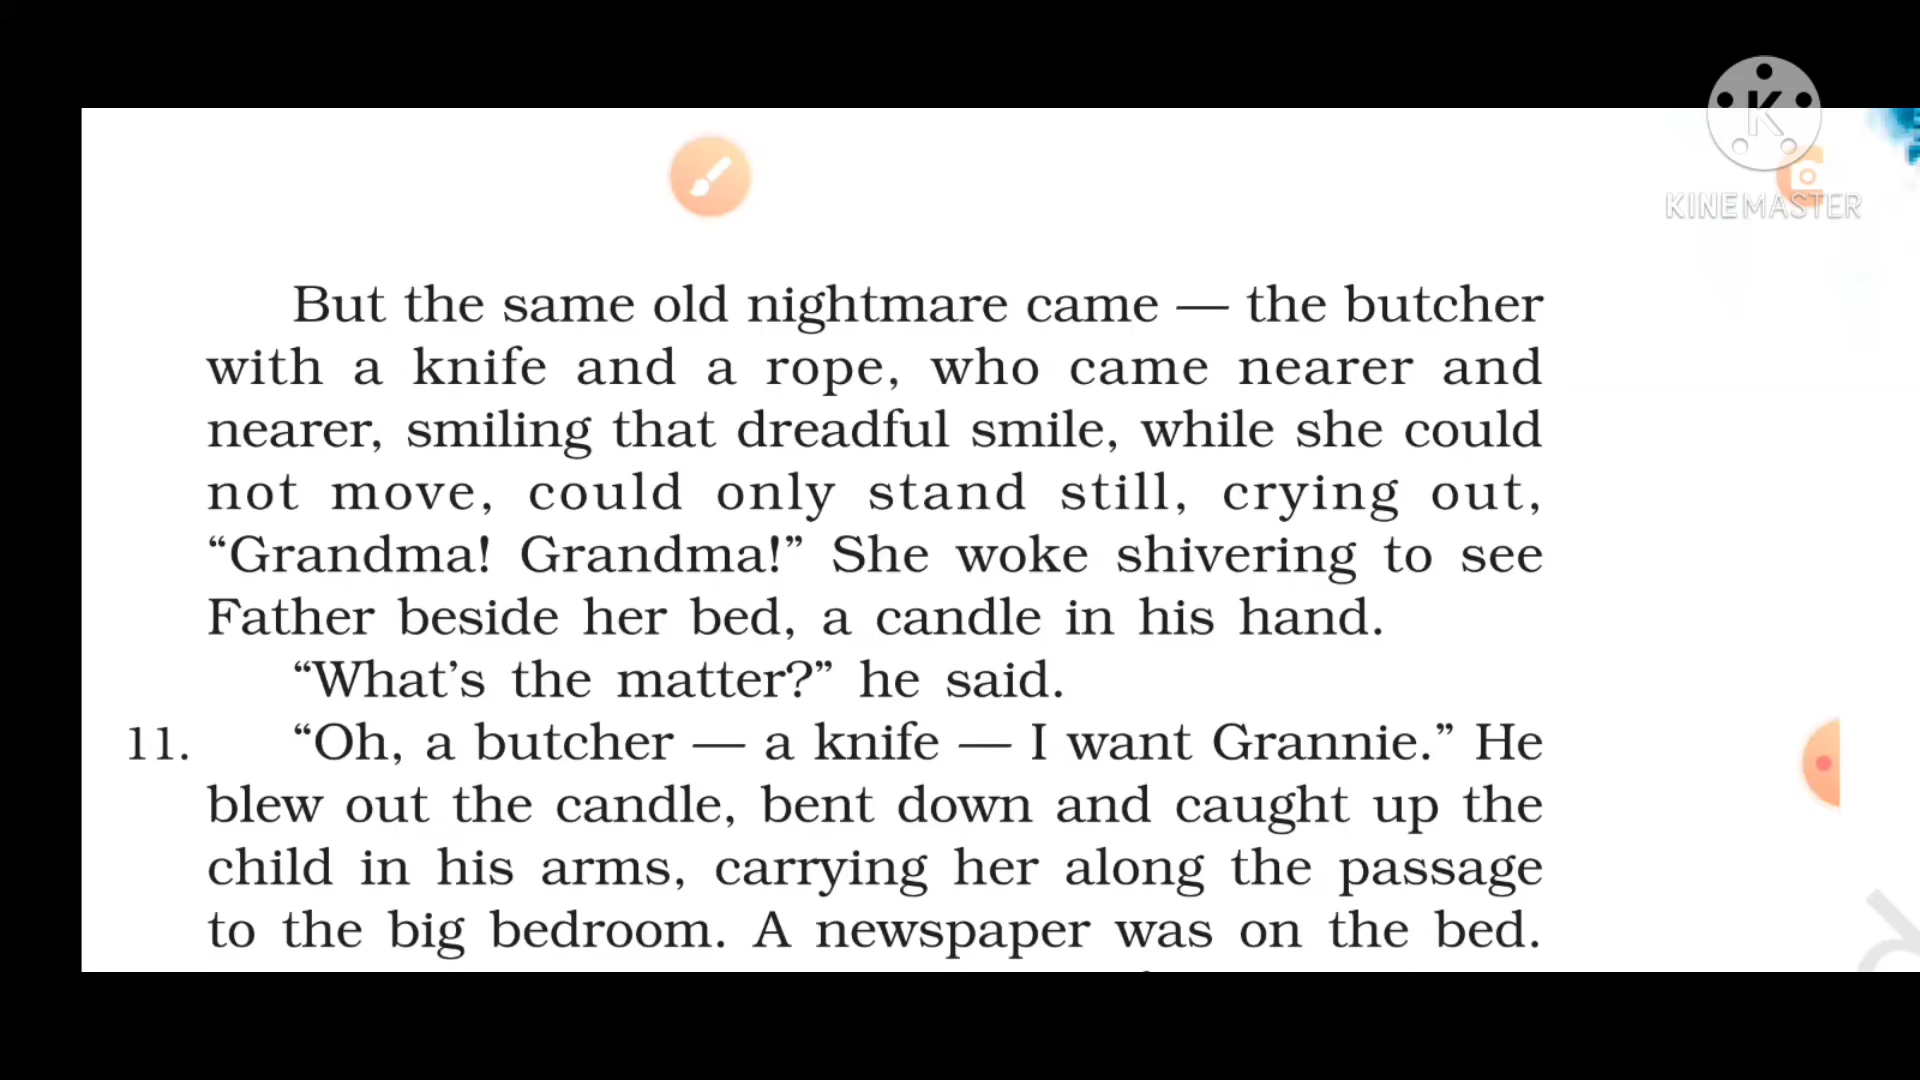 K
KINEMASTER
But the same old nightmare came — the butcher
with a knife and a rope, who came nearer and
nearer, smiling that dreadful smile, while she could
not move, could only stand still, crying out,
“Grandma! Grandma!” She woke shivering to see
Father beside her bed, a candle in his hand.
“What’s the matter?” he said.
11. “Oh, a butcher — a knife — I want Grannie.” He
blew out the candle, bent down and caught up the
child in his arms, carrying her along the passage
to the big bedroom. A newspaper was on the bed.